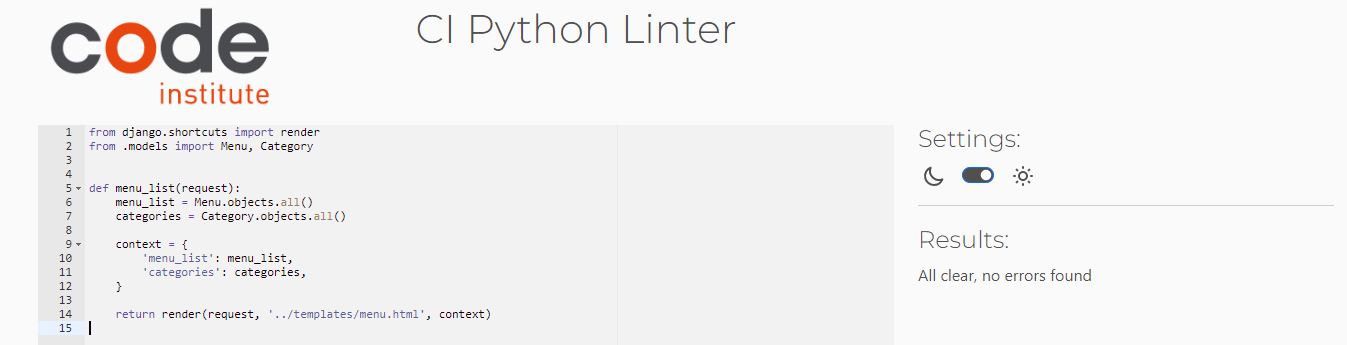 code
institute
CI Python Linter
1 from django.shortcuts import render
2 from .models import Menu, Category
3
4
5 def menu_list(request):
6     menu_list = Menu.objects.all()
7     categories = Category.objects.all()
8
9     context = {
10         'menu_list': menu_list,
11         'categories': categories,
12     }
13
14     return render(request, '../templates/menu.html', context)
15
Settings:
Results:
All clear, no errors found